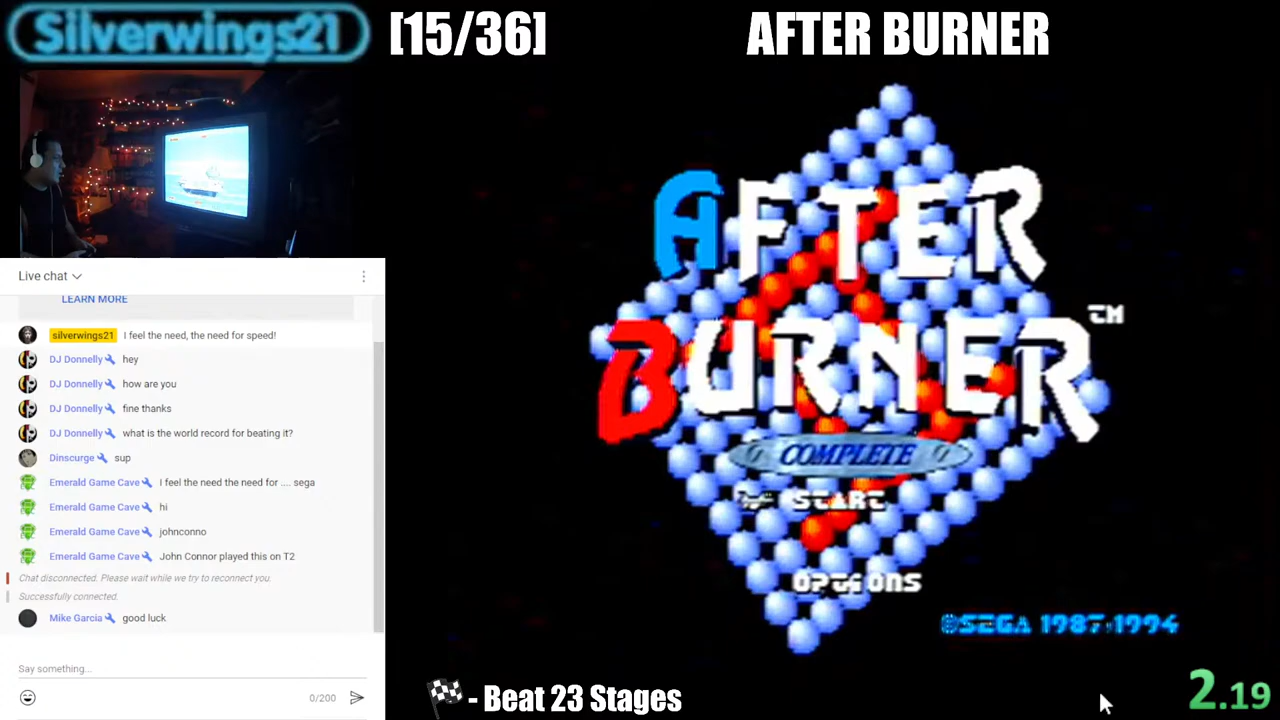 Silverwings21
[15/36]
AFTER BURNER
Live chat
LEARN MORE
silverwings21 I feel the need, the need for speed!
DJ Donnelly hey
DJ Donnelly how are you
DJ Donnelly fine thanks
DJ Donnelly what is the world record for beating it?
Dinscurge sup
Emerald Game Cave I feel the need the need for .... sega
Emerald Game Cave hi
Emerald Game Cave johnconno
Emerald Game Cave John Connor played this on T2
Chat disconnected. Please wait while we try to reconnect you.
Successfully connected.
Mike Garcia good luck
Say something...
0/200
AFTER
BURNER TM
COMPLETE
START
OPTIONS
©SEGA 1987,1994
- Beat 23 Stages
2.19